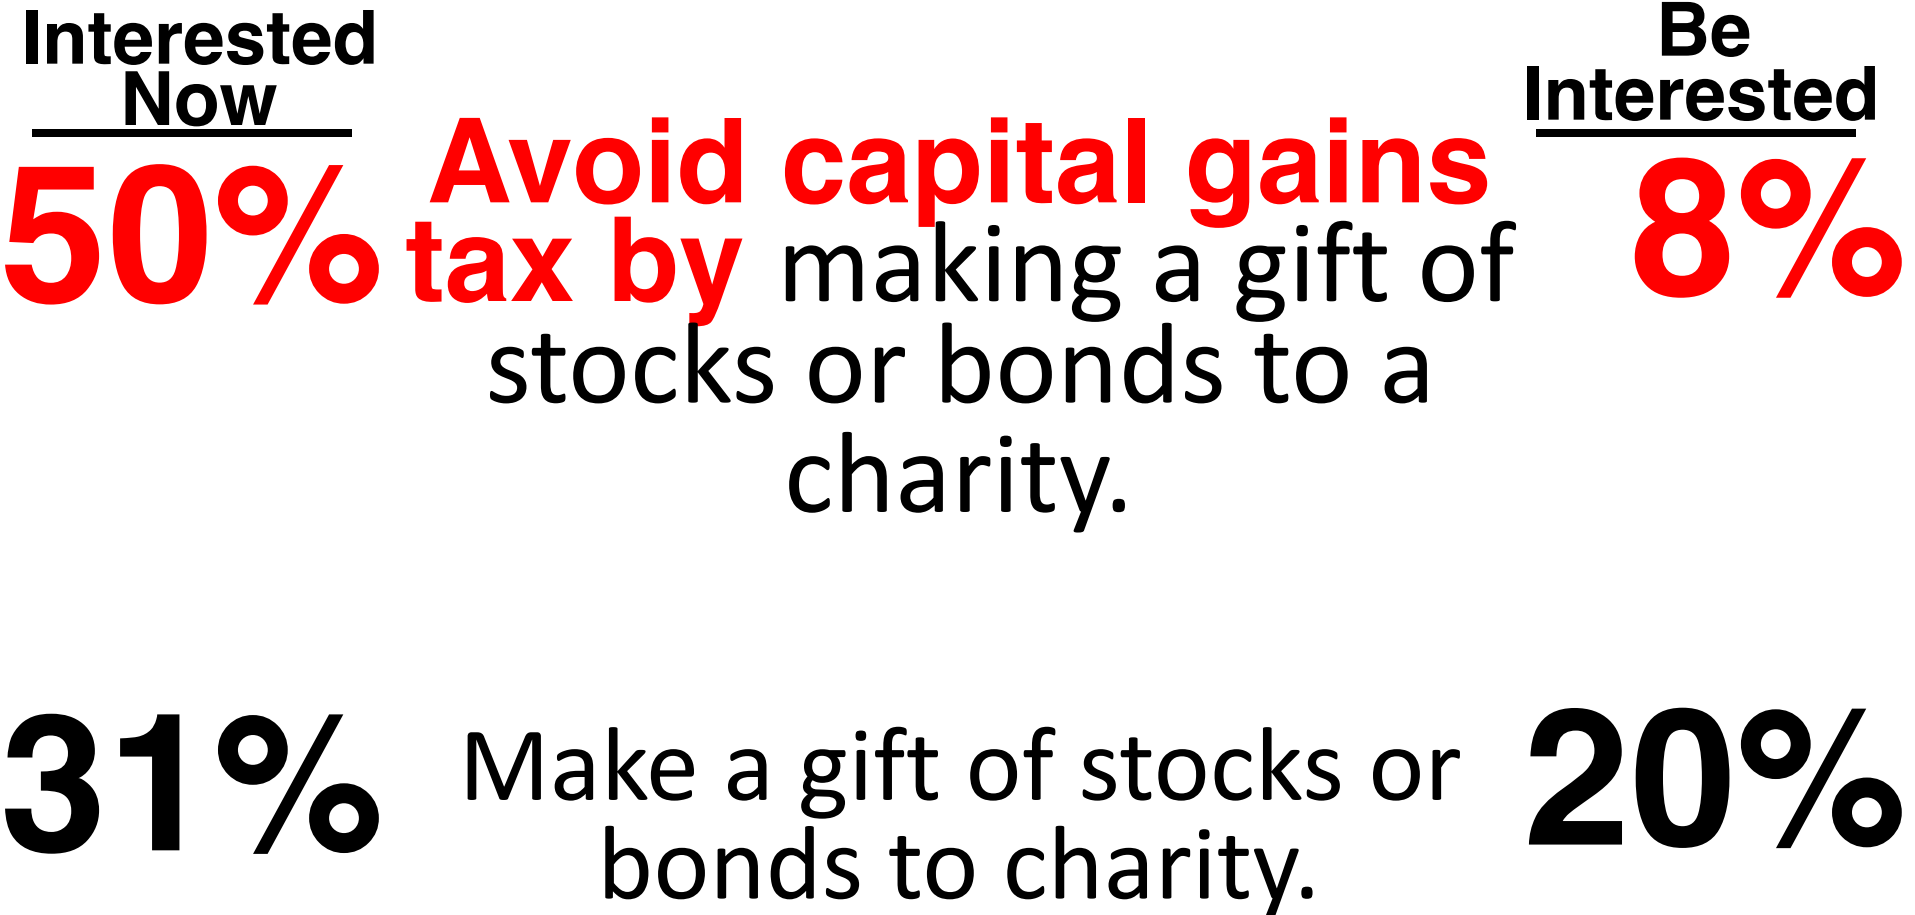 Interested
Now
Be
Interested
50%
Avoid capital gains
tax by making a gift of
stocks or bonds to a
charity.
8%
31%
Make a gift of stocks or
bonds to charity.
20%